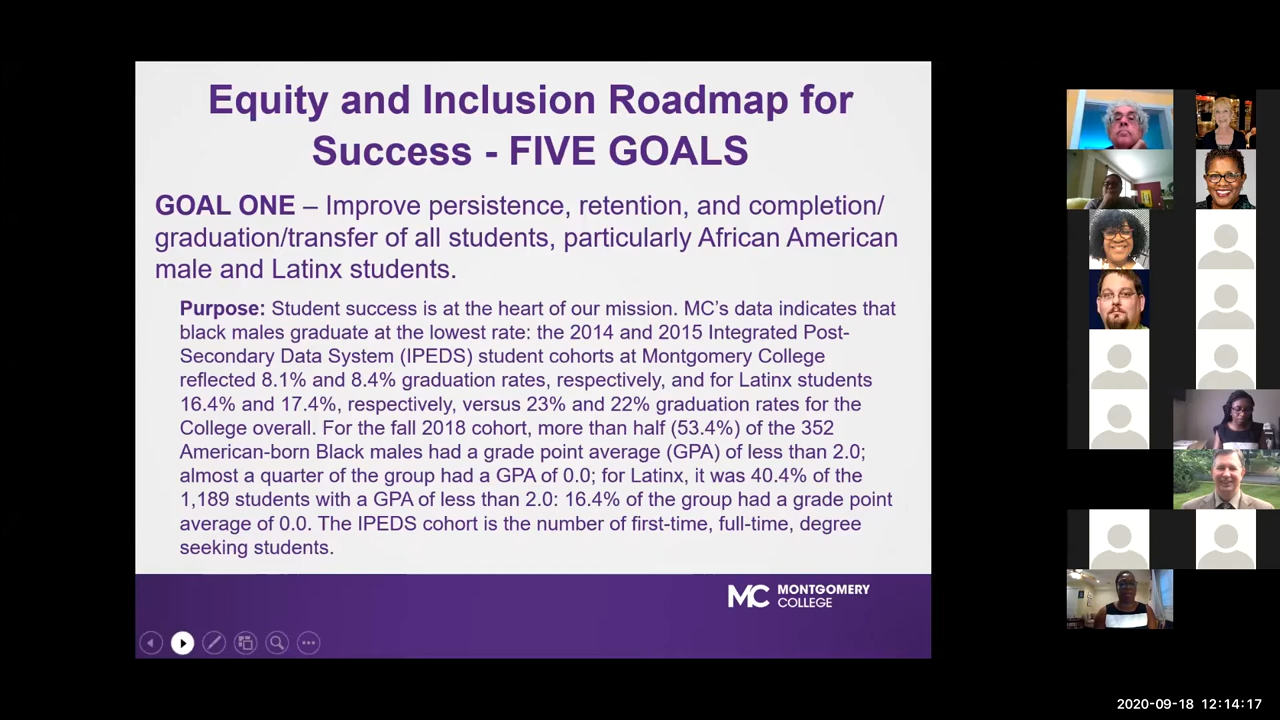 Equity and Inclusion Roadmap for
Success - FIVE GOALS
GOAL ONE – Improve persistence, retention, and completion/
graduation/transfer of all students, particularly African American
male and Latinx students.
Purpose: Student success is at the heart of our mission. MC’s data indicates that
black males graduate at the lowest rate: the 2014 and 2015 Integrated Post-
Secondary Data System (IPEDS) student cohorts at Montgomery College
reflected 8.1% and 8.4% graduation rates, respectively, and for Latinx students
16.4% and 17.4%, respectively, versus 23% and 22% graduation rates for the
College overall. For the fall 2018 cohort, more than half (53.4%) of the 352
American-born Black males had a grade point average (GPA) of less than 2.0;
almost a quarter of the group had a GPA of 0.0; for Latinx, it was 40.4% of the
1,189 students with a GPA of less than 2.0: 16.4% of the group had a grade point
average of 0.0. The IPEDS cohort is the number of first-time, full-time, degree
seeking students.
MC MONTGOMERY
COLLEGE
2020-09-18 12:14:17